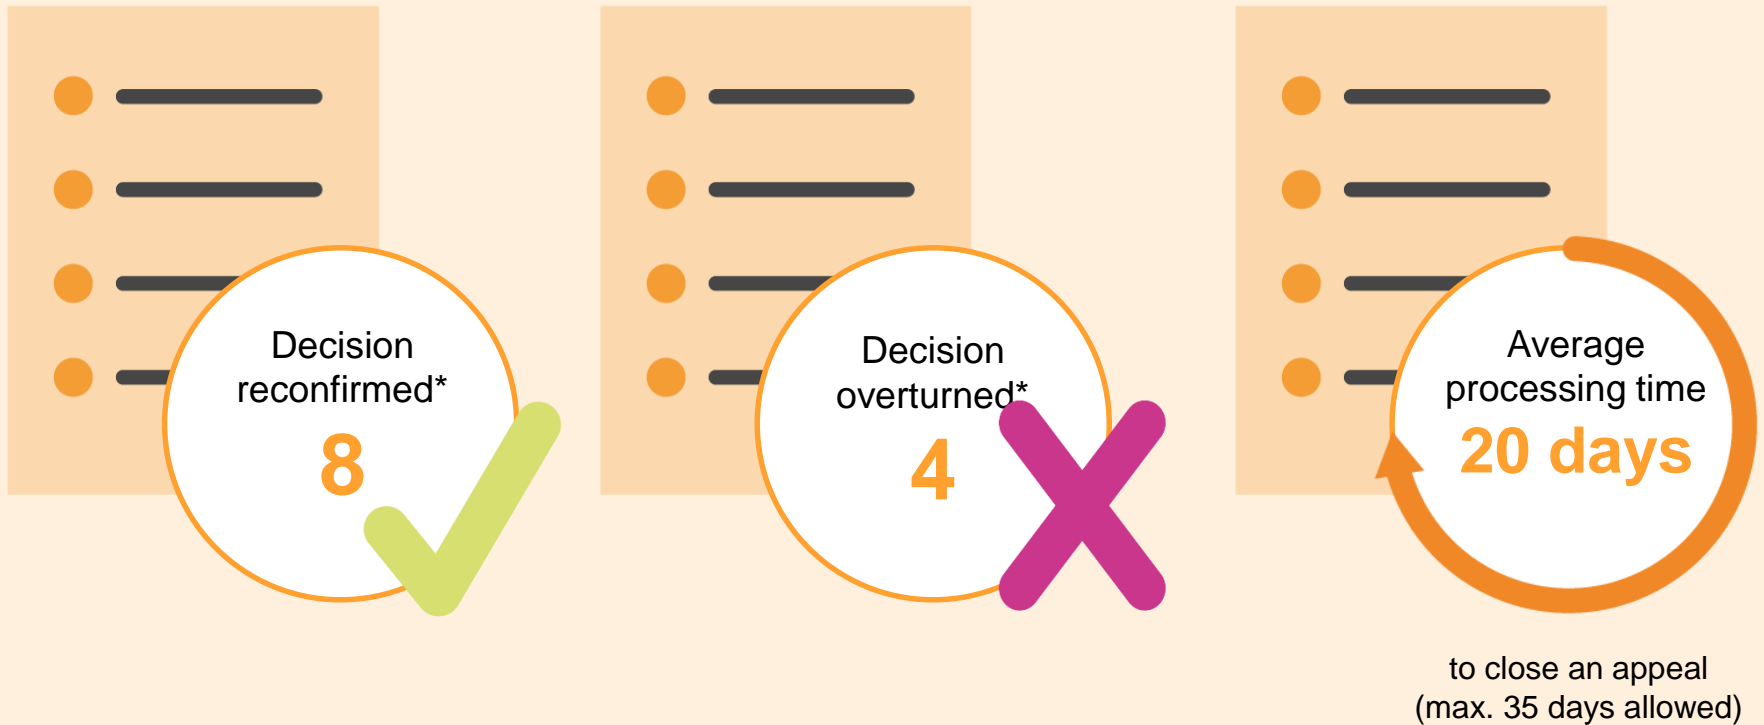 Decision
reconfirmed*
8
Decision
overturned*
4
Average
processing time
20 days
to close an appeal
(max. 35 days allowed)